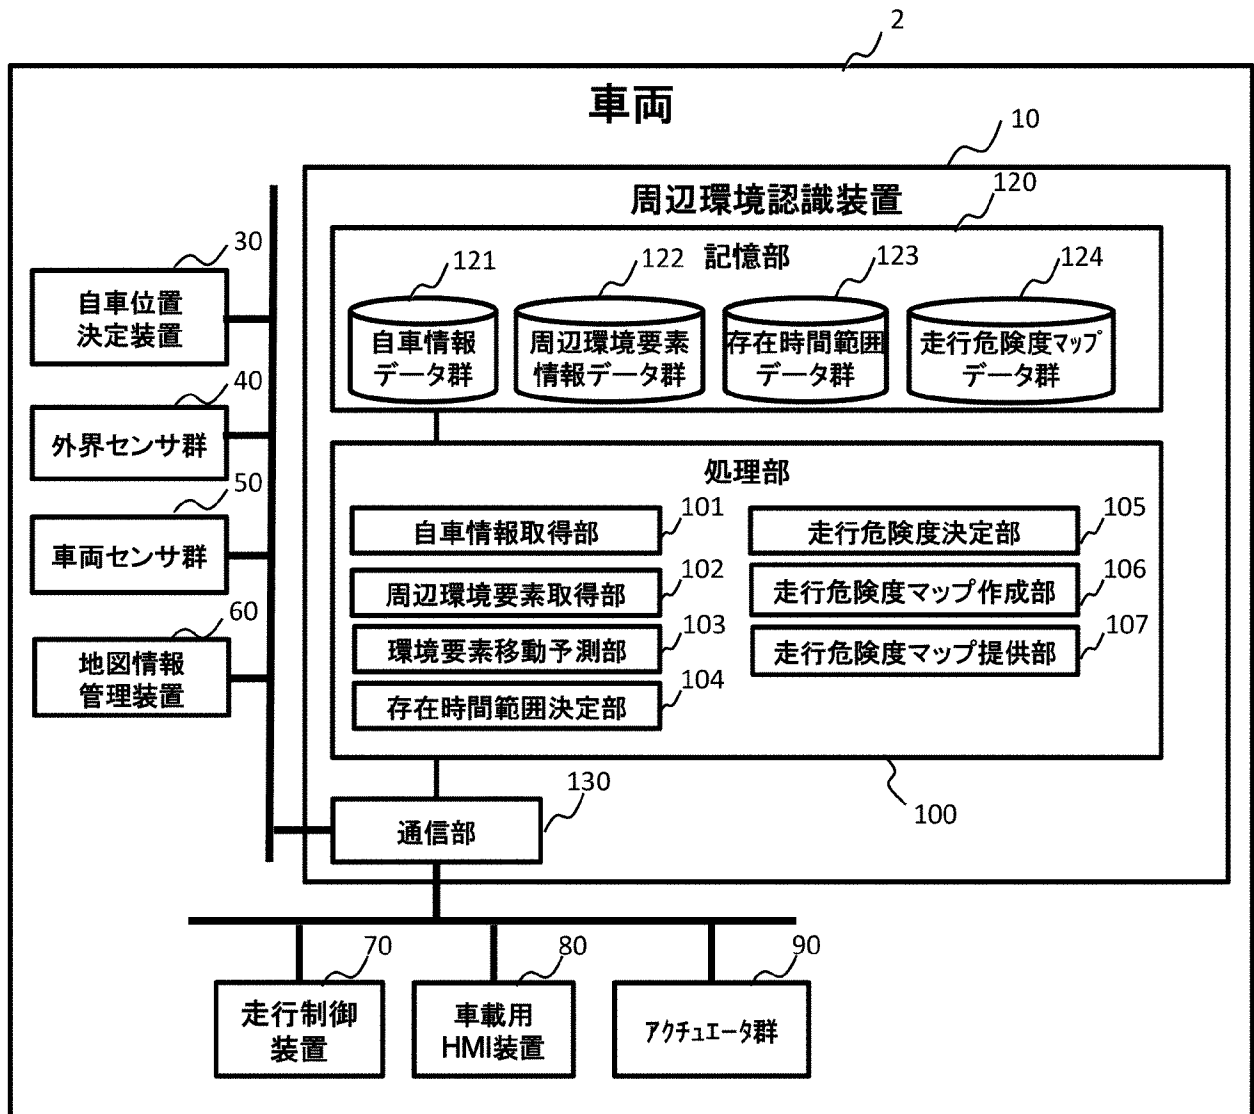 2
車両
10
周辺環境認識装置
120
記憶部
121
122
123
124
自車情報
データ群
周辺環境要素
情報データ群
存在時間範囲
データ群
走行危険度マップ
データ群
30
自車位置
決定装置
40
外界センサ群
50
車両センサ群
60
地図情報
管理装置
処理部
101
自車情報取得部
102
周辺環境要素取得部
103
環境要素移動予測部
104
存在時間範囲決定部
105
走行危険度決定部
106
走行危険度マップ作成部
107
走行危険度マップ提供部
100
130
通信部
70
走行制御
装置
80
車載用
HMI装置
90
アクチュエータ群